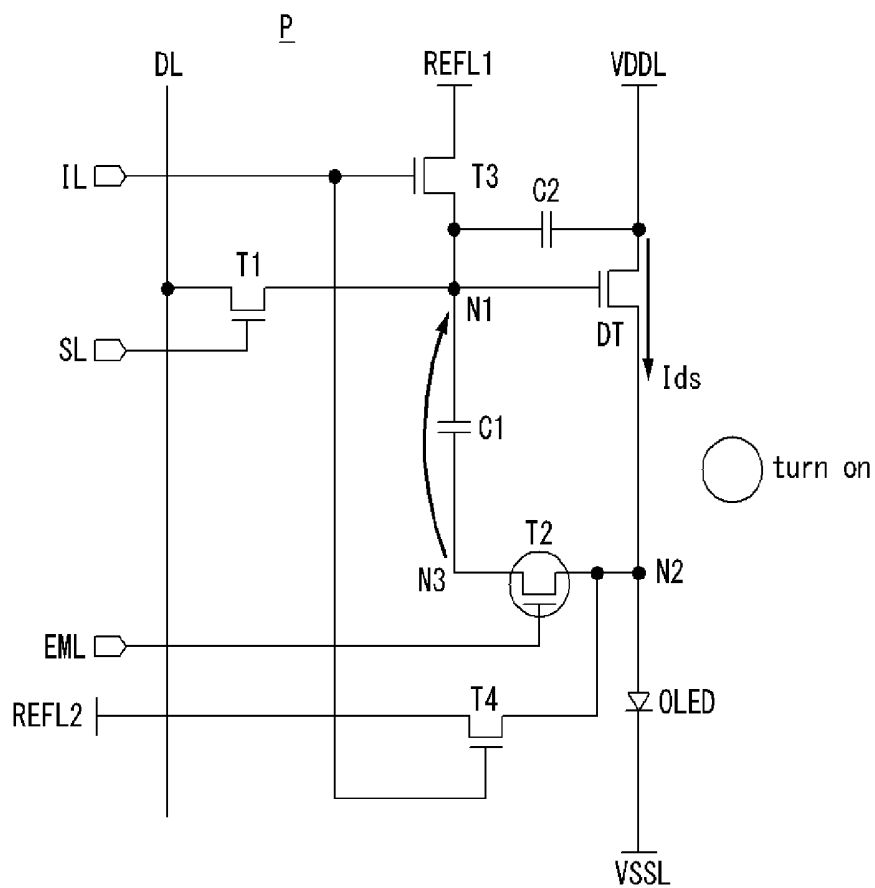 P
DL
REFL1
VDDL
IL
T3
C2
T1
N1
DT
SL
Ids
C1
turn on
T2
N3
N2
EML
T4
OLED
REFL2
VSSL